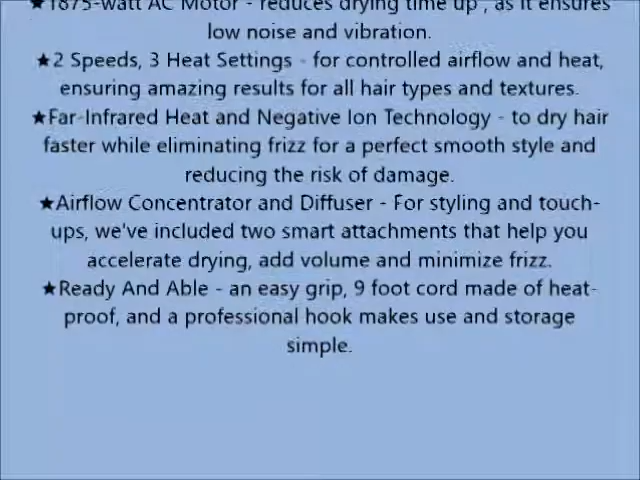 ★1875-watt AC Motor - reduces drying time up , as it ensures
low noise and vibration.
★2 Speeds, 3 Heat Settings - for controlled airflow and heat,
ensuring amazing results for all hair types and textures.
★Far-Infrared Heat and Negative Ion Technology - to dry hair
faster while eliminating frizz for a perfect smooth style and
reducing the risk of damage.
★Airflow Concentrator and Diffuser - For styling and touch-
ups, we've included two smart attachments that help you
accelerate drying, add volume and minimize frizz.
★Ready And Able - an easy grip, 9 foot cord made of heat-
proof, and a professional hook makes use and storage
simple.